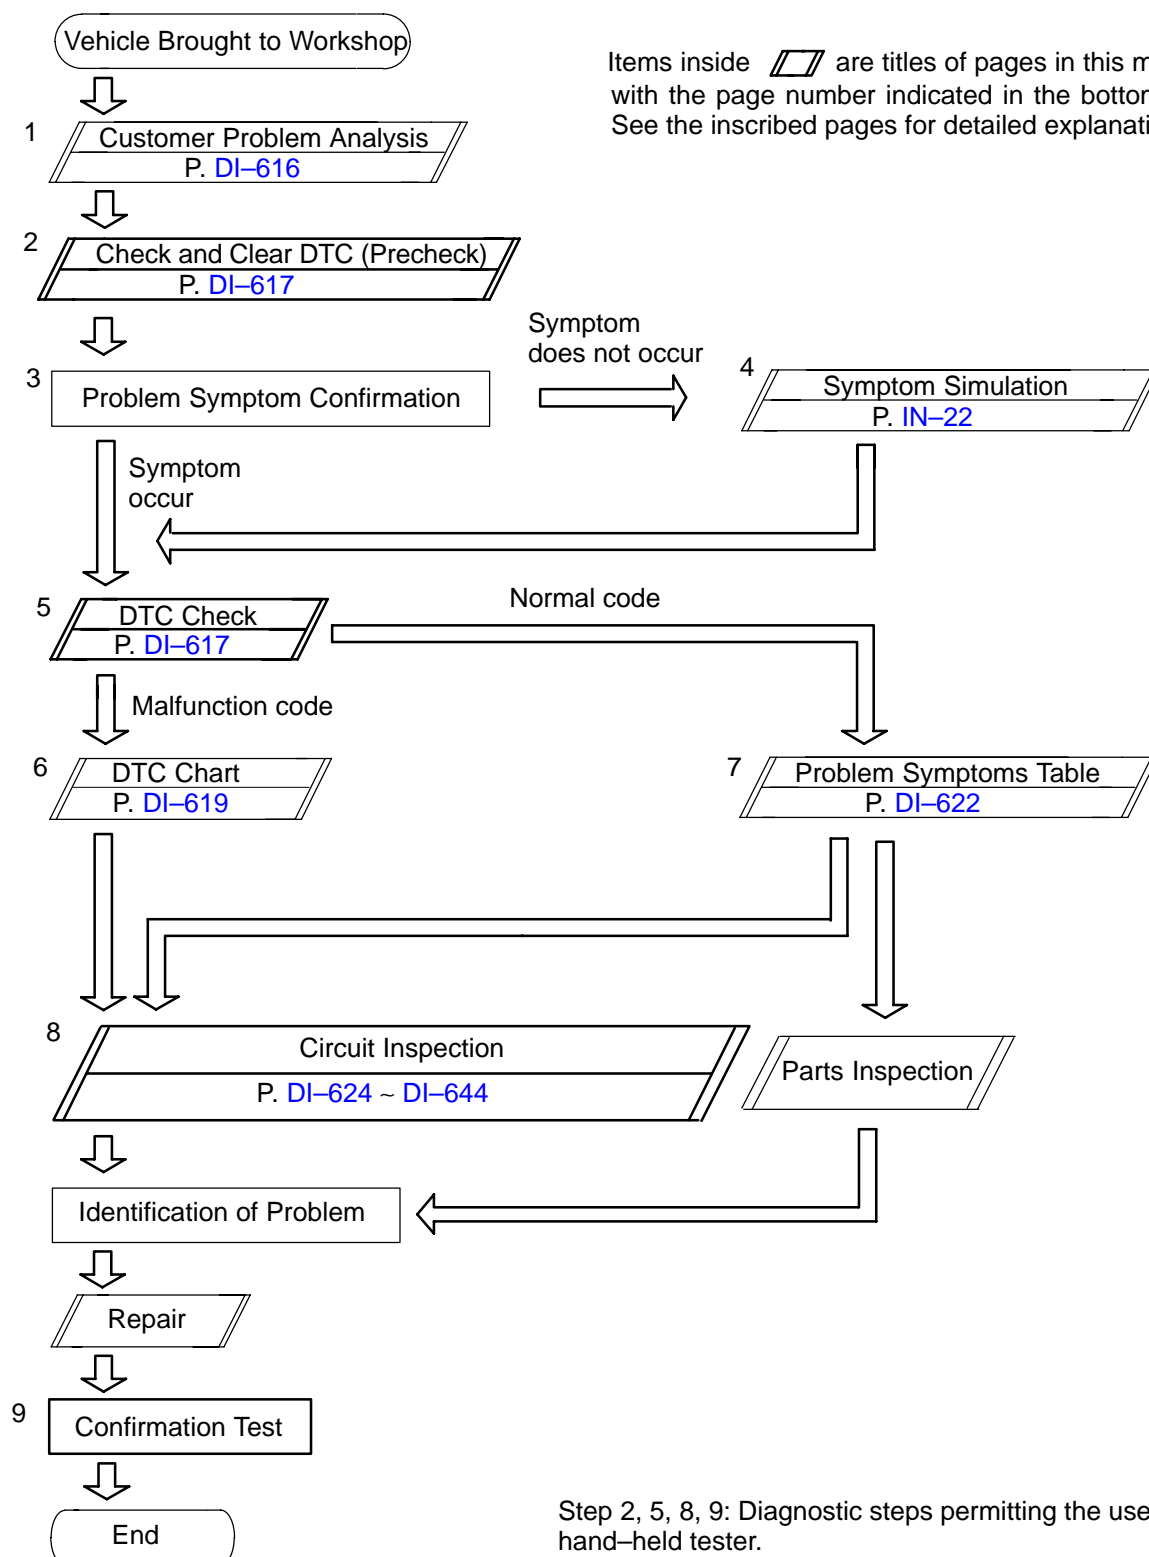 Vehicle Brought to Workshop
Items inside are titles of pages in this m
with the page number indicated in the bottor
See the inscribed pages for detailed explanati
1
Customer Problem Analysis
P. DI–616
2
Check and Clear DTC (Precheck)
P. DI–617
Symptom
does not occur
3
Problem Symptom Confirmation
4
Symptom Simulation
P. IN–22
Symptom
occur
5
DTC Check
P. DI–617
Normal code
Malfunction code
6
DTC Chart
P. DI–619
7
Problem Symptoms Table
P. DI–622
8
Circuit Inspection
P. DI–624 ~ DI–644
Parts Inspection
Identification of Problem
Repair
9
Confirmation Test
End
Step 2, 5, 8, 9: Diagnostic steps permitting the use
hand–held tester.